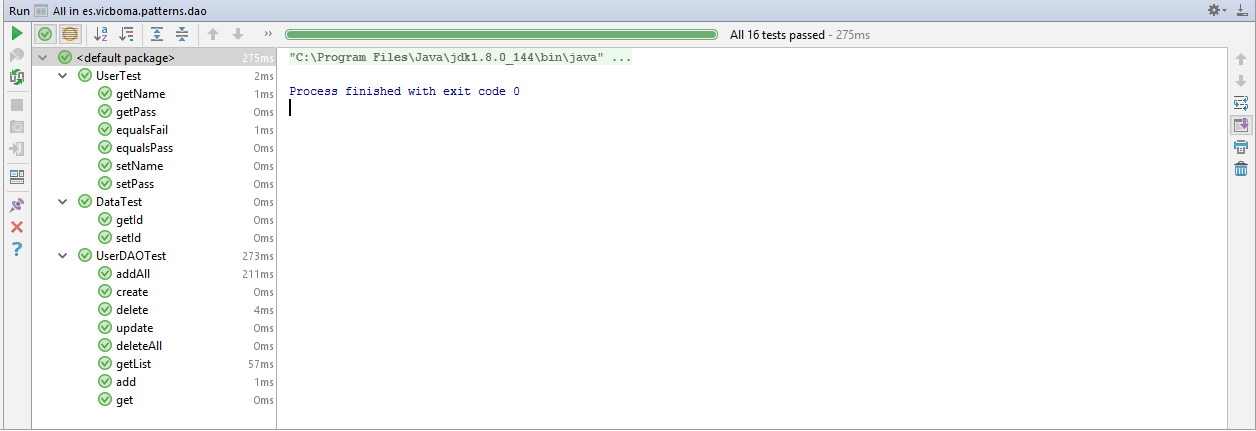 Run All in es.vicboma.patterns.dao
All 16 tests passed - 275ms
<default package> 275ms
UserTest 2ms
getName 1ms
getPass 0ms
equalsFail 1ms
equalsPass 0ms
setName 0ms
setPass 0ms
DataTest 0ms
getId 0ms
setId 0ms
UserDAOTest 273ms
addAll 211ms
create 0ms
delete 4ms
update 0ms
deleteAll 0ms
getList 57ms
add 1ms
get 0ms
"C:\Program Files\Java\jdk1.8.0_144\bin\java" ...
Process finished with exit code 0